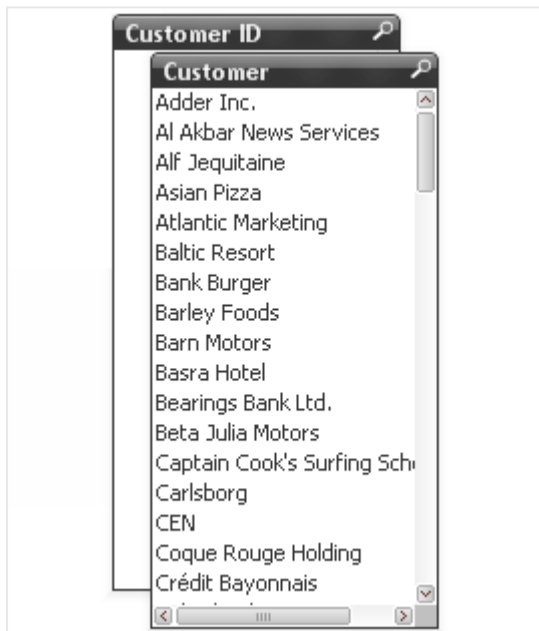 Customer ID
Customer
Adder Inc.
Al Akbar News Services
Alf Jequitaine
Asian Pizza
Atlantic Marketing
Baltic Resort
Bank Burger
Barley Foods
Barn Motors
Basra Hotel
Bearings Bank Ltd.
Beta Julia Motors
Captain Cook's Surfing
Carlsborg
CEN
Coque Rouge Holding
Crédit Bayonnais